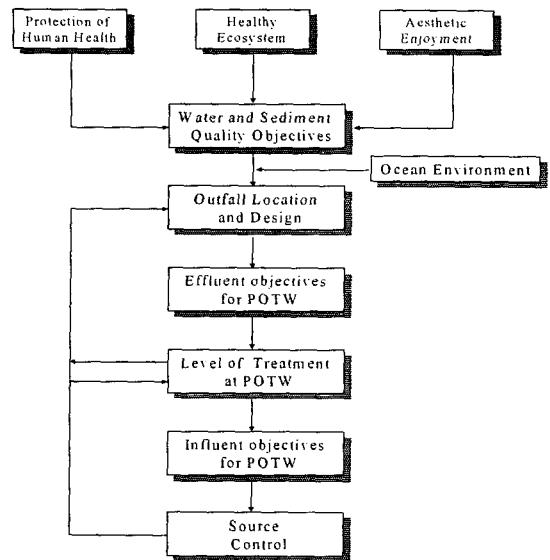 Protection of
Human Health
Healthy
Ecosystem
Aesthetic
Enjoyment
Water and Sediment
Quality Objectives
Ocean Environment
Outfall Location
and Design
Effluent objectives
for POTW
Level of Treatment
at POTW
Influent objectives
for POTW
Source
Control